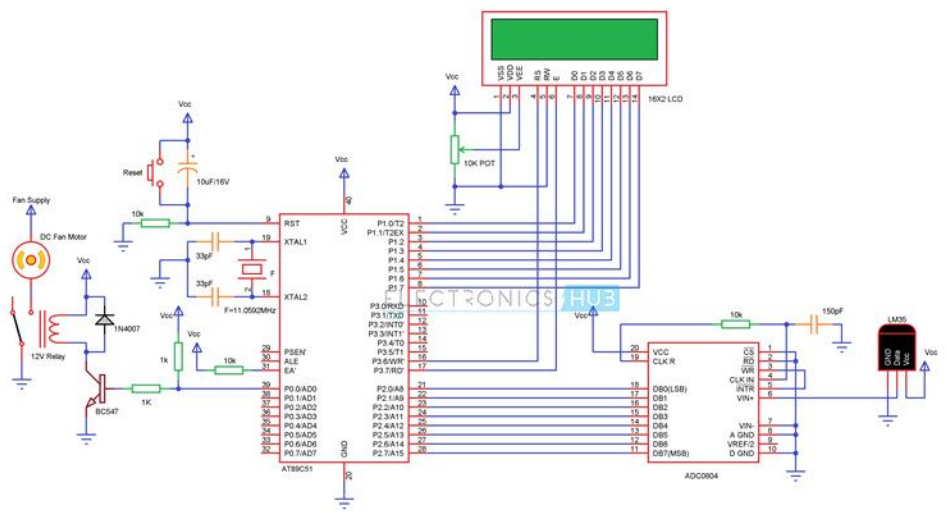 VSS
VDD
VEE
RS
RW
E
D0
D1
D2
D3
D4
D5
D6
D7
1
2
3
4
5
6
7
8
9
10
11
12
13
14
16X2 LCD
Vcc
10K POT
Vcc
Reset
+
10uF/16V
10k
Vcc
40
Fan Supply
DC Fan Motor
Vcc
1N4007
12V Relay
BC547
1K
33pF
33pF
1
2
F
F=11.0592MHz
Vcc
Vcc
1k
10k
9 RST
19 XTAL1
18 XTAL2
29 PSEN'
30 ALE
31 EA'
39 P0.0/AD0
38 P0.1/AD1
37 P0.2/AD2
36 P0.3/AD3
35 P0.4/AD4
34 P0.5/AD5
33 P0.6/AD6
32 P0.7/AD7
VCC
GND
20
AT89C51
P1.0/T2 1
P1.1/T2EX 2
P1.2 3
P1.3 4
P1.4 5
P1.5 6
P1.6 7
P1.7 8
P3.0/RXD 10
P3.1/TXD 11
P3.2/INT0' 12
P3.3/INT1' 13
P3.4/T0 14
P3.5/T1 15
P3.6/WR' 16
P3.7/RD' 17
P2.0/A8 21
P2.1/A9 22
P2.2/A10 23
P2.3/A11 24
P2.4/A12 25
P2.5/A13 26
P2.6/A14 27
P2.7/A15 28
ELECTRONICS HUB
Vcc
10k
150pF
20 VCC
19 CLK R
18 DB0(LSB)
17 DB1
16 DB2
15 DB3
14 DB4
13 DB5
12 DB6
11 DB7(MSB)
CS 1
RD 2
WR 3
CLK IN 4
INTR 5
VIN+ 6
VIN- 7
A GND 8
VREF/2 9
D GND 10
ADC0804
LM35
GND
Data
Vcc
Vcc